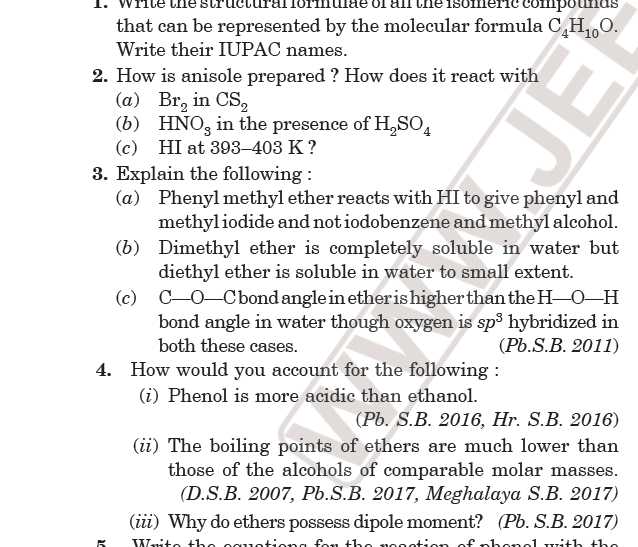 1. Write the structural formulae of all the isomeric compounds
that can be represented by the molecular formula C₄H₁₀O.
Write their IUPAC names.
2. How is anisole prepared ? How does it react with
(a) Br₂ in CS₂
(b) HNO₃ in the presence of H₂SO₄
(c) HI at 393–403 K ?
3. Explain the following :
(a) Phenyl methyl ether reacts with HI to give phenyl and
methyl iodide and not iodobenzene and methyl alcohol.
(b) Dimethyl ether is completely soluble in water but
diethyl ether is soluble in water to small extent.
(c) C—O—C bond angle in ether is higher than the H—O—H
bond angle in water though oxygen is sp³ hybridized in
both these cases. (Pb.S.B. 2011)
4. How would you account for the following :
(i) Phenol is more acidic than ethanol.
(Pb. S.B. 2016, Hr. S.B. 2016)
(ii) The boiling points of ethers are much lower than
those of the alcohols of comparable molar masses.
(D.S.B. 2007, Pb.S.B. 2017, Meghalaya S.B. 2017)
(iii) Why do ethers possess dipole moment? (Pb. S.B. 2017)
5. Write the equations for the reaction of phenol with the
WWW.JEE